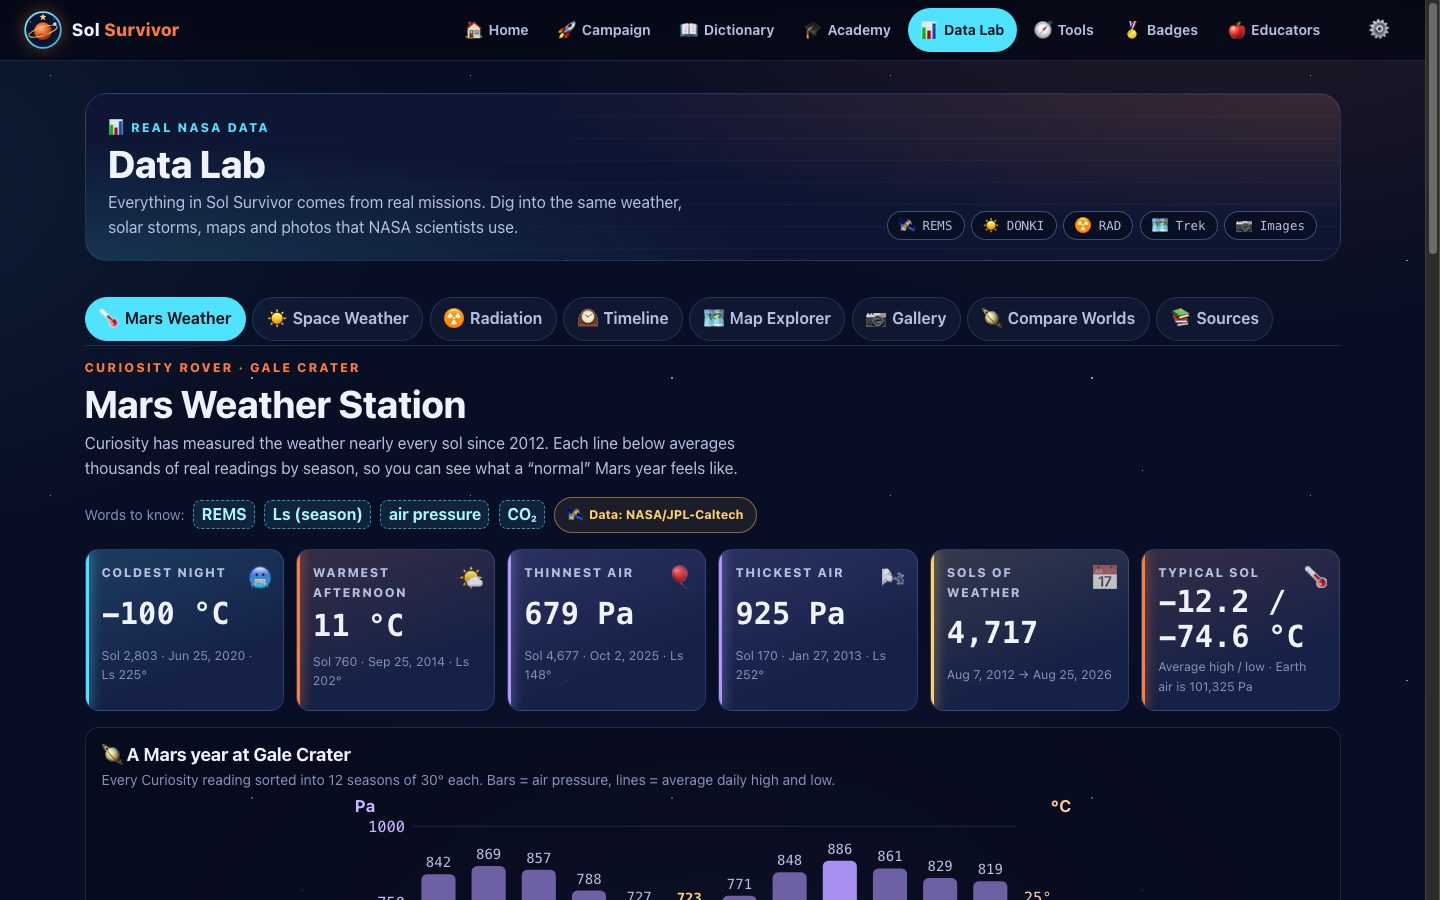 Sol Survivor
Home
Campaign
Dictionary
Academy
Data Lab
Tools
Badges
Educators
REAL NASA DATA
Data Lab
Everything in Sol Survivor comes from real missions. Dig into the same weather,
solar storms, maps and photos that NASA scientists use.
REMS
DONKI
RAD
Trek
Images
Mars Weather
Space Weather
Radiation
Timeline
Map Explorer
Gallery
Compare Worlds
Sources
CURIOSITY ROVER · GALE CRATER
Mars Weather Station
Curiosity has measured the weather nearly every sol since 2012. Each line below averages
thousands of real readings by season, so you can see what a “normal” Mars year feels like.
Words to know:
REMS
Ls (season)
air pressure
CO₂
Data: NASA/JPL-Caltech
COLDEST NIGHT
−100 °C
Sol 2,803 · Jun 25, 2020 ·
Ls 225°
WARMEST
AFTERNOON
11 °C
Sol 760 · Sep 25, 2014 · Ls
202°
THINNEST AIR
679 Pa
Sol 4,677 · Oct 2, 2025 · Ls
148°
THICKEST AIR
925 Pa
Sol 170 · Jan 27, 2013 · Ls
252°
SOLS OF
WEATHER
17
4,717
Aug 7, 2012 → Aug 25, 2026
TYPICAL SOL
−12.2 /
−74.6 °C
Average high / low · Earth
air is 101,325 Pa
A Mars year at Gale Crater
Every Curiosity reading sorted into 12 seasons of 30° each. Bars = air pressure, lines = average daily high and low.
Pa
°C
1000
842
869
857
788
727
723
771
848
886
861
829
819
750
25°